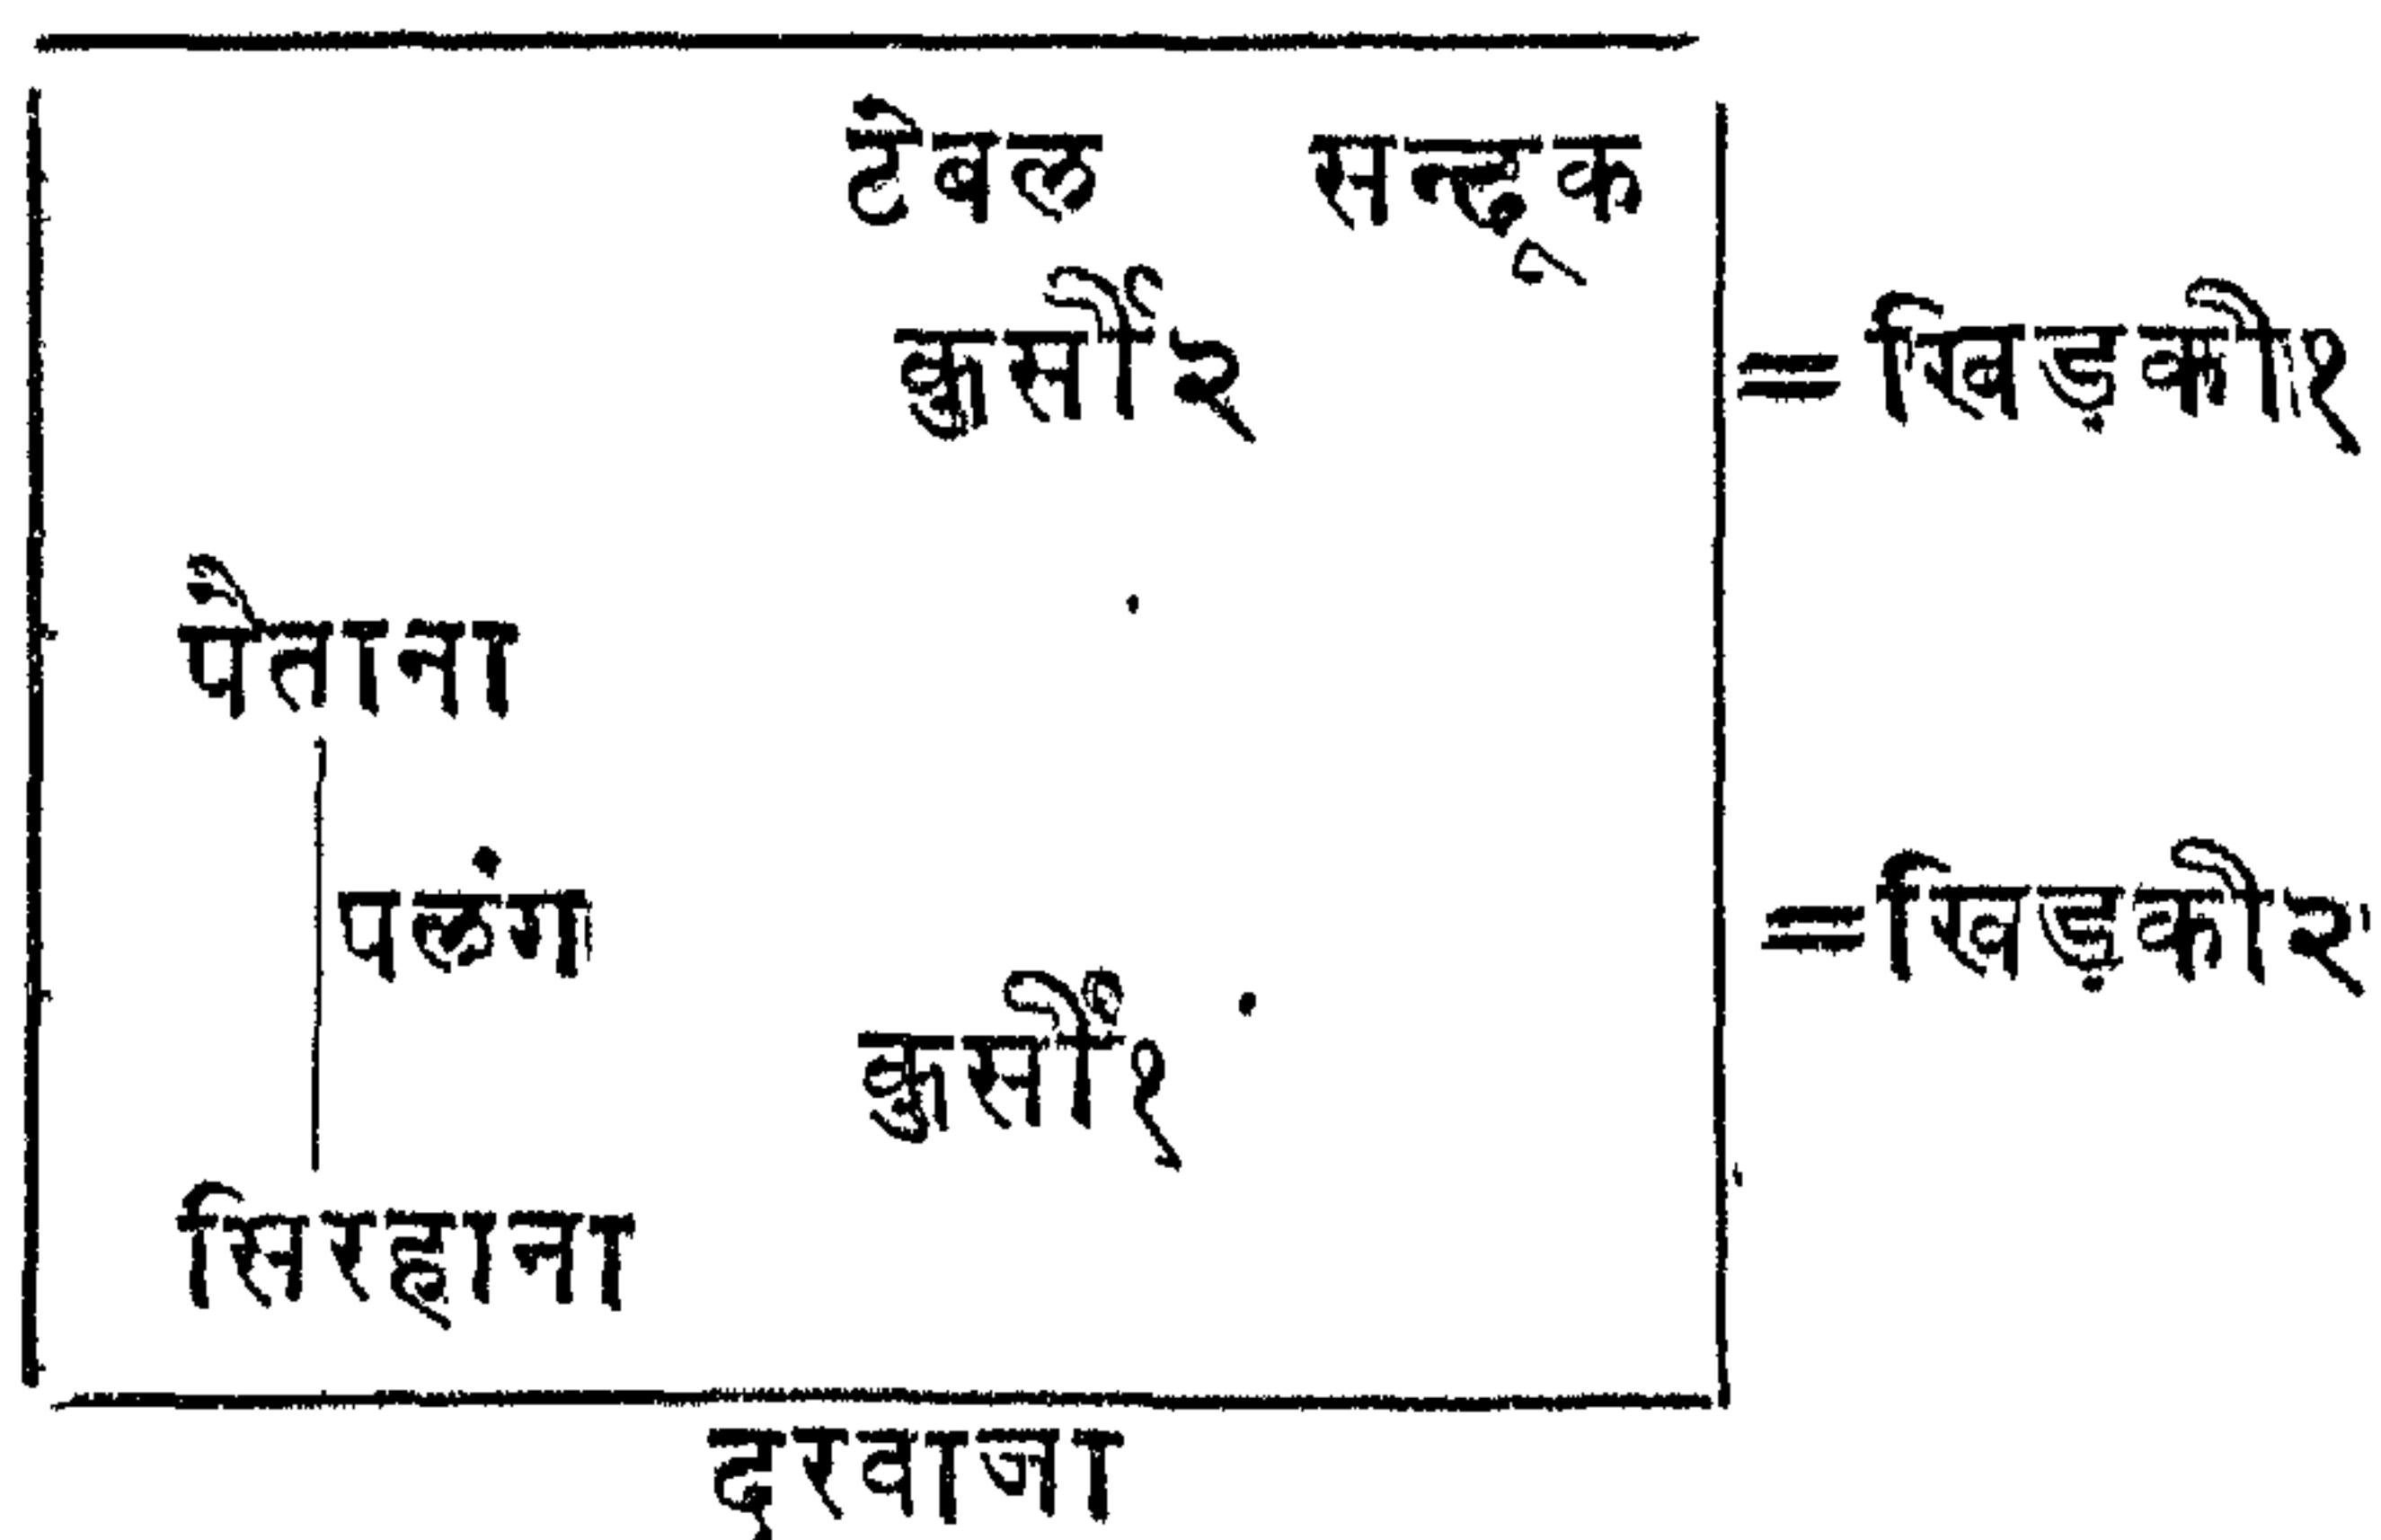 टेबल सन्दूक
कुर्सी२ =खिड़की१
पैताना
पलंग =खिड़की२
कुर्सी१
सिरहाना
दरवाजा